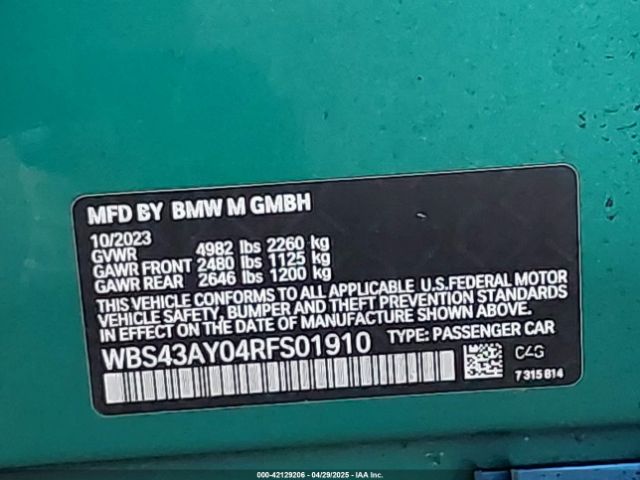 MFD BY BMW M GMBH
10/2023
GVWR 4982 lbs 2260 kg
GAWR FRONT 2480 lbs 1125 kg
GAWR REAR 2646 lbs 1200 kg
THIS VEHICLE CONFORMS TO ALL APPLICABLE U.S.FEDERAL MOTOR
VEHICLE SAFETY, BUMPER AND THEFT PREVENTION STANDARDS
IN EFFECT ON THE DATE OF MANUFACTURE SHOWN ABOVE.
WBS43AY04RFS01910 TYPE: PASSENGER CAR
C4G
7 315 814
000-42129206 - 04/29/2025 - IAA Inc.